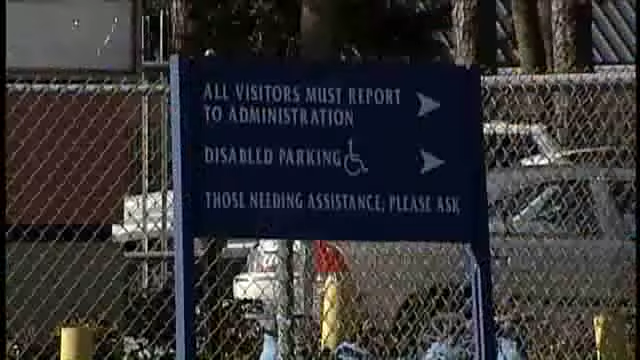 ALL VISITORS MUST REPORT
TO ADMINISTRATION
DISABLED PARKING
THOSE NEEDING ASSISTANCE, PLEASE ASK